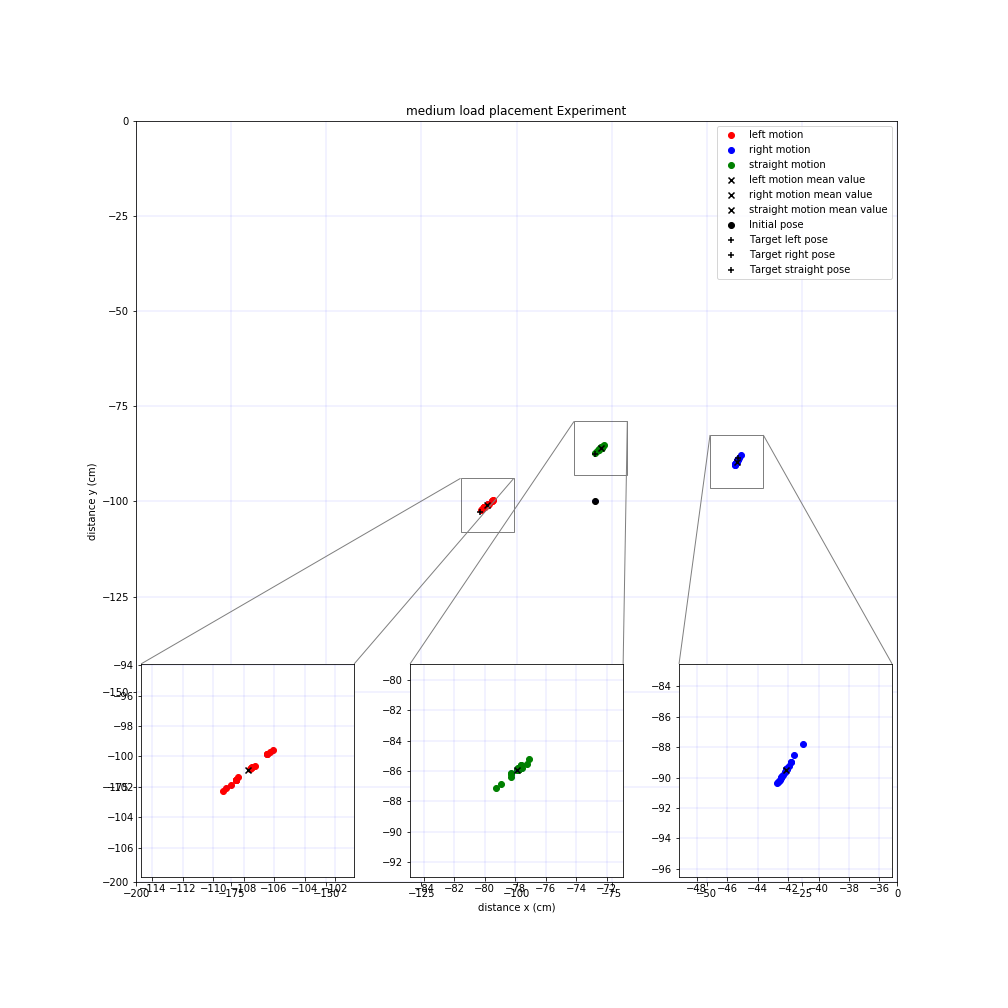 medium load placement Experiment
0
−25
−50
−75
−100
−125
−150
−175
−200
distance y (cm)
left motion
right motion
straight motion
left motion mean value
right motion mean value
straight motion mean value
Initial pose
Target left pose
Target right pose
Target straight pose
−94
−96
−98
−100
−102
−104
−106
−114 −112 −110 −108 −106 −104 −102
−80
−82
−84
−86
−88
−90
−92
−84 −82 −80 −78 −76 −74 −72
−84
−86
−88
−90
−92
−94
−96
−48 −46 −44 −42 −40 −38 −36
−200 −175 −150 −125 −100 −75 −50 −25 0
distance x (cm)